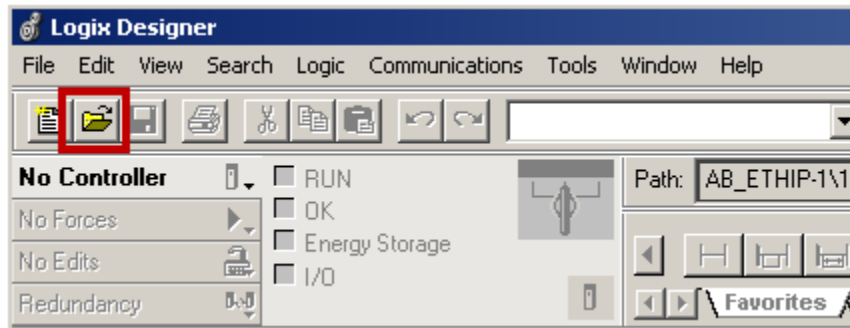 Logix Designer
File Edit View Search Logic Communications Tools Window Help
No Controller
RUN
Path: AB_ETHIP-1\1
No Forces
OK
Energy Storage
No Edits
I/O
Redundancy
Favorites